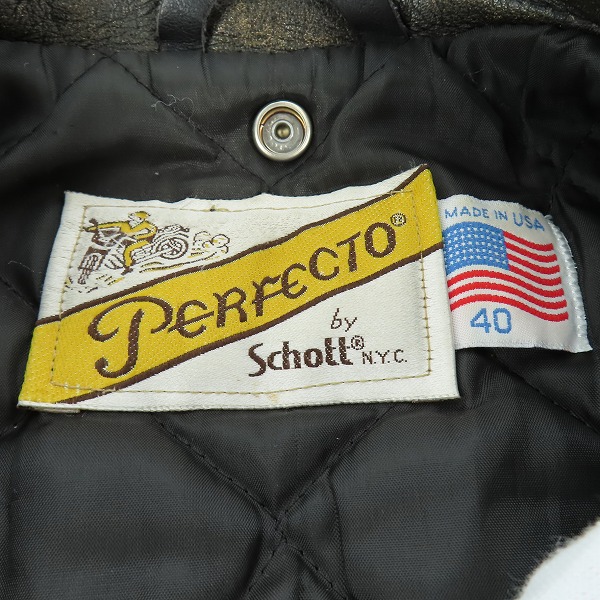 PERFECTO®
by
Schott® N.Y.C.
MADE IN USA
40